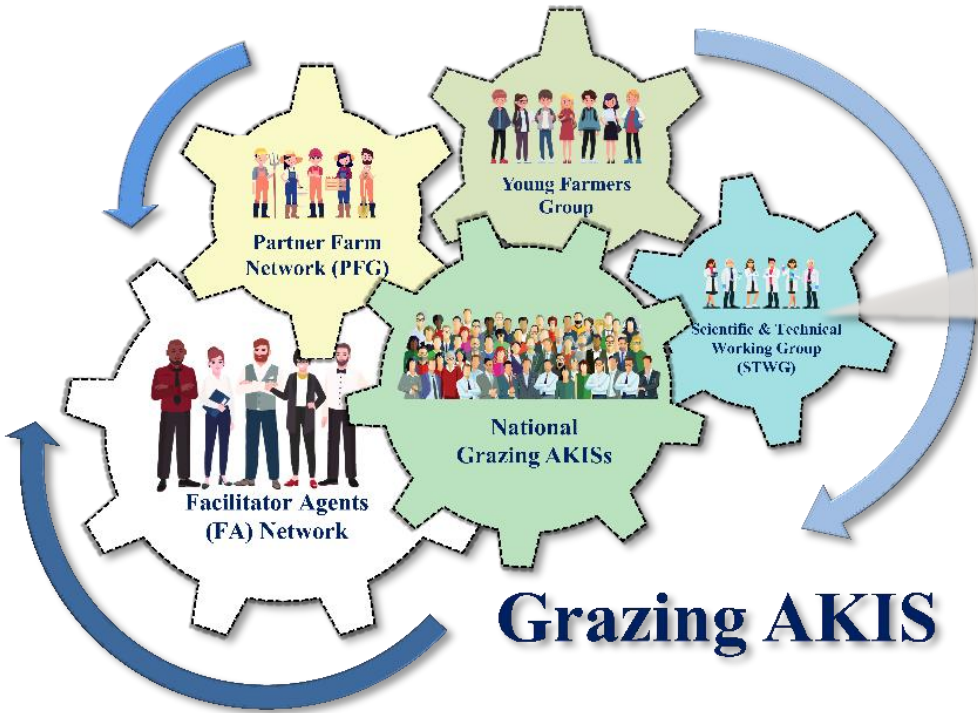 Young Farmers
Group
Partner Farm
Network (PFG)
Scientific & Technical
Working Group
(STWG)
National
Grazing AKISs
Facilitator Agents
(FA) Network
Grazing AKIS